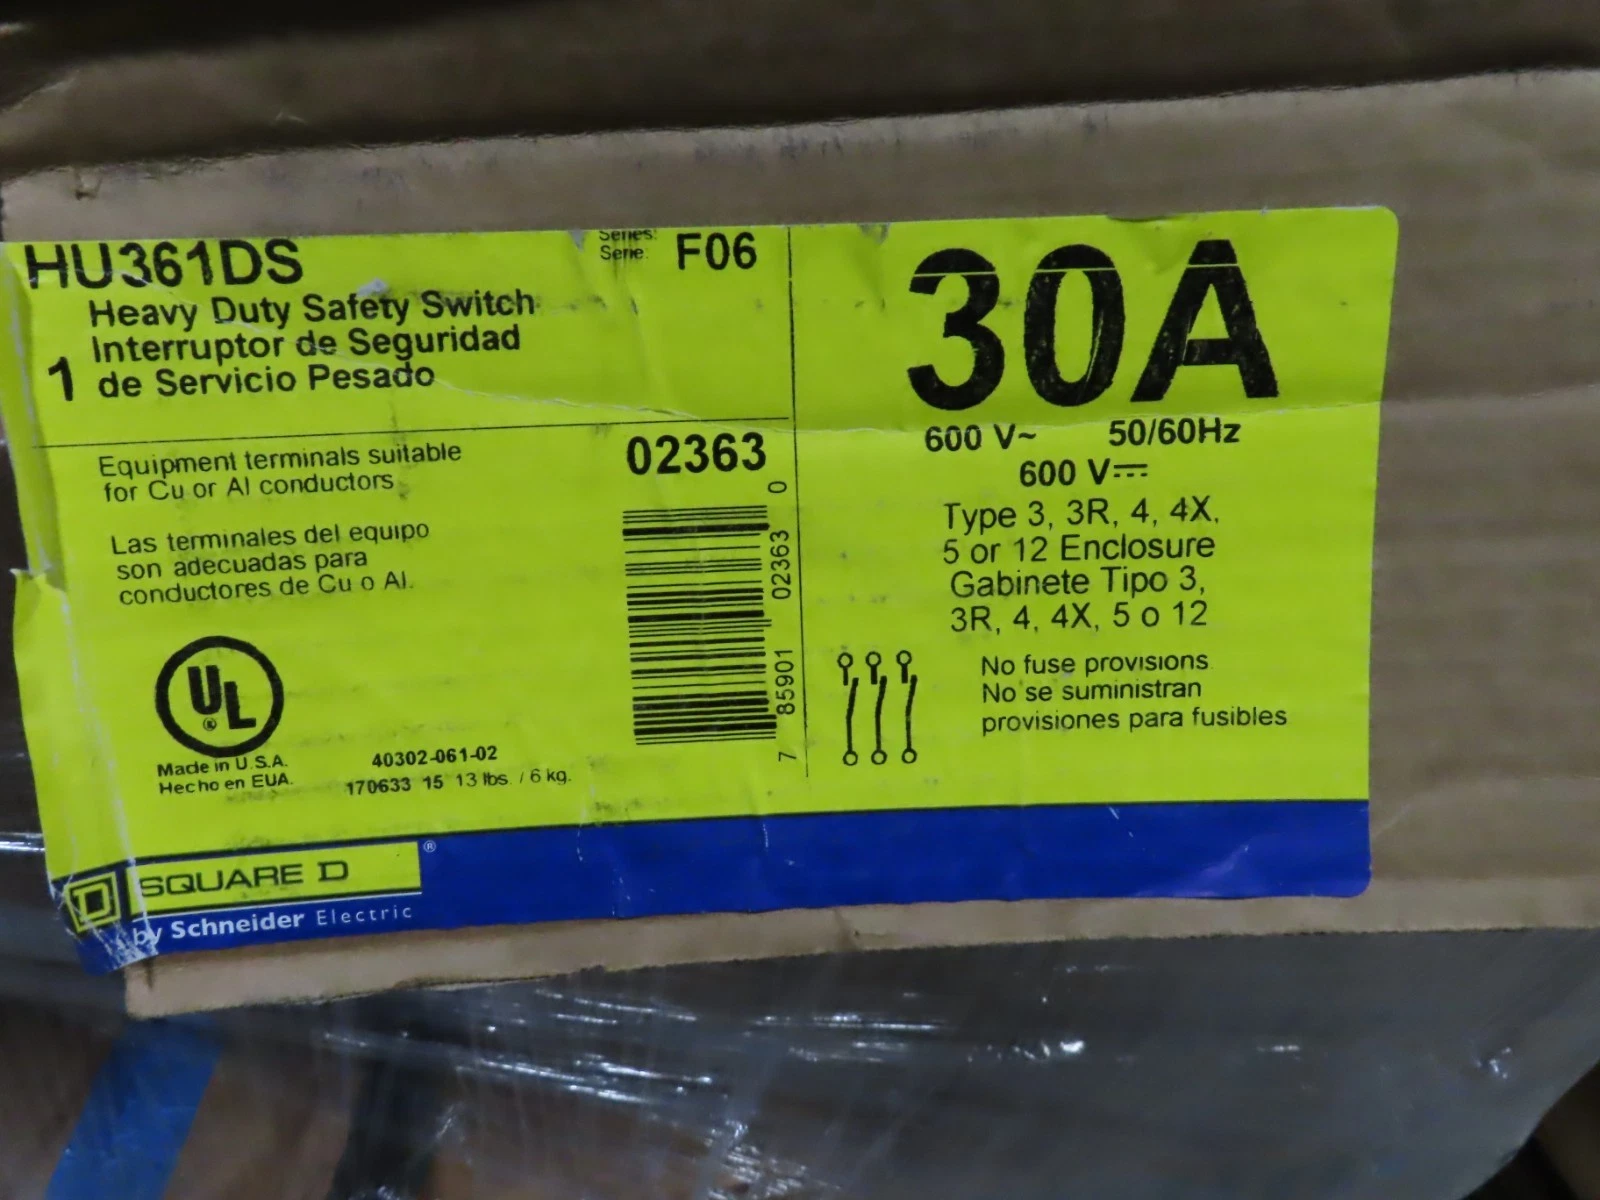 HU361DS
Series:
Serie: F06
Heavy Duty Safety Switch
Interruptor de Seguridad
1 de Servicio Pesado
Equipment terminals suitable
for Cu or Al conductors
Las terminales del equipo
son adecuadas para
conductores de Cu o Al.
02363
7 85901 02363 0
UL
®
Made in U.S.A.
Hecho en EUA.
40302-061-02
170633 15 13 lbs. / 6 kg.
30A
600 V~ 50/60Hz
600 V⎓
Type 3, 3R, 4, 4X,
5 or 12 Enclosure
Gabinete Tipo 3,
3R, 4, 4X, 5 o 12
No fuse provisions.
No se suministran
provisiones para fusibles
D SQUARE D ®
by Schneider Electric